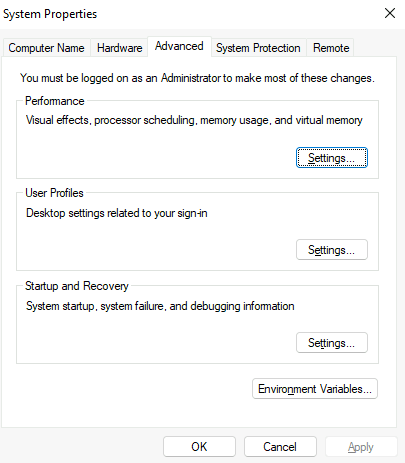 System Properties
Computer Name Hardware Advanced System Protection Remote
You must be logged on as an Administrator to make most of these changes.
Performance
Visual effects, processor scheduling, memory usage, and virtual memory
Settings...
User Profiles
Desktop settings related to your sign-in
Settings...
Startup and Recovery
System startup, system failure, and debugging information
Settings...
Environment Variables...
OK Cancel Apply